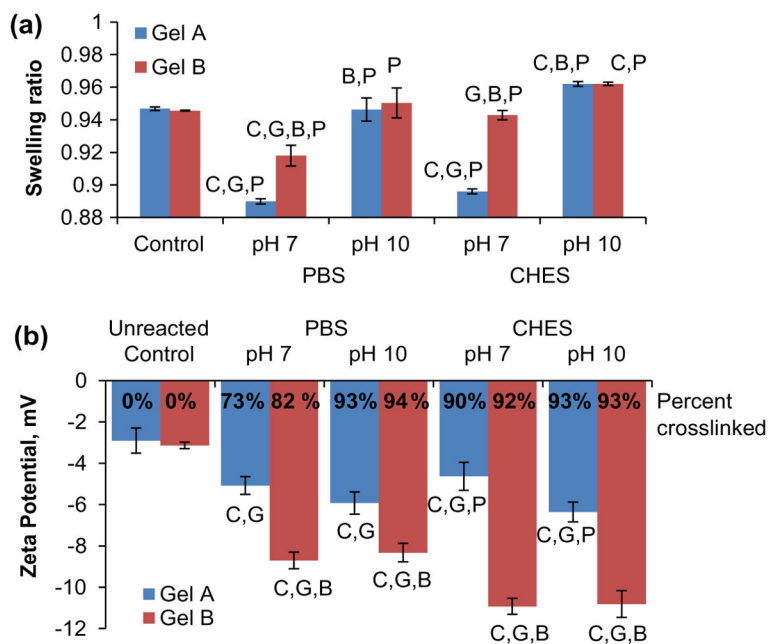 (a)
1
0.98
0.96
0.94
0.92
0.9
0.88
Swelling ratio
Gel A
Gel B
C,G,P
C,G,B,P
B,P
P
C,G,P
G,B,P
C,B,P
C,P
Control
pH 7
pH 10
pH 7
pH 10
PBS
CHES
(b)
Unreacted
Control
PBS
CHES
pH 7
pH 10
pH 7
pH 10
0
-2
-4
-6
-8
-10
-12
Zeta Potential, mV
0%
0%
73%
82 %
93%
94%
90%
92%
93%
93%
Percent
crosslinked
C,G
C,G,B
C,G
C,G,B
C,G,P
C,G,B
C,G,P
C,G,B
Gel A
Gel B